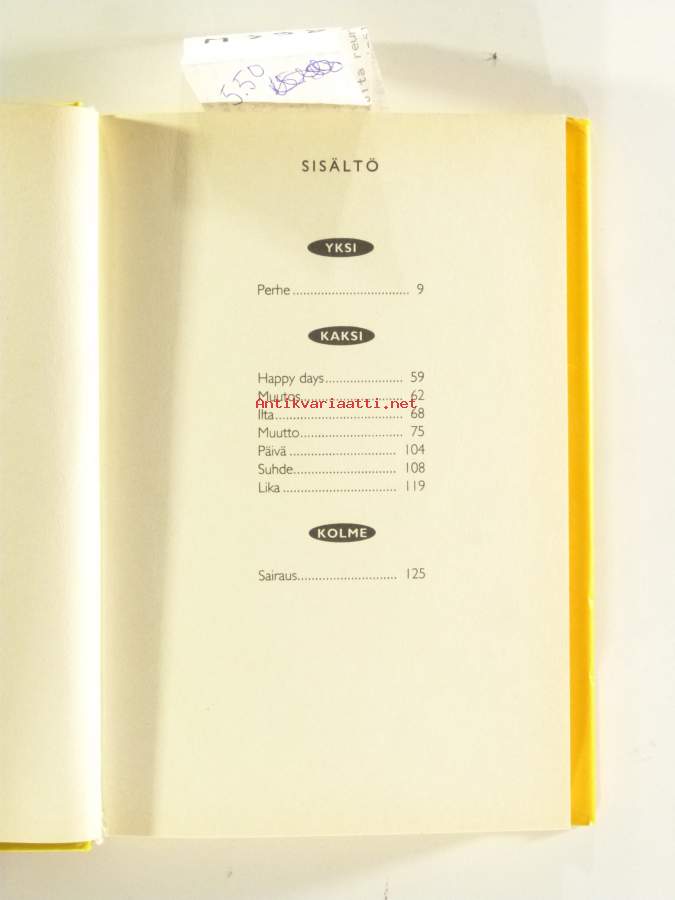 5.50
SISÄLTÖ
YKSI
Perhe ................................ 9
KAKSI
Happy days ...................... 59
Muutos ............................ 62
Antikvariaatti.net
Ilta .................................... 68
Muutto ............................. 75
Päivä .............................. 104
Suhde ............................. 108
Lika ................................ 119
KOLME
Sairaus ............................ 125